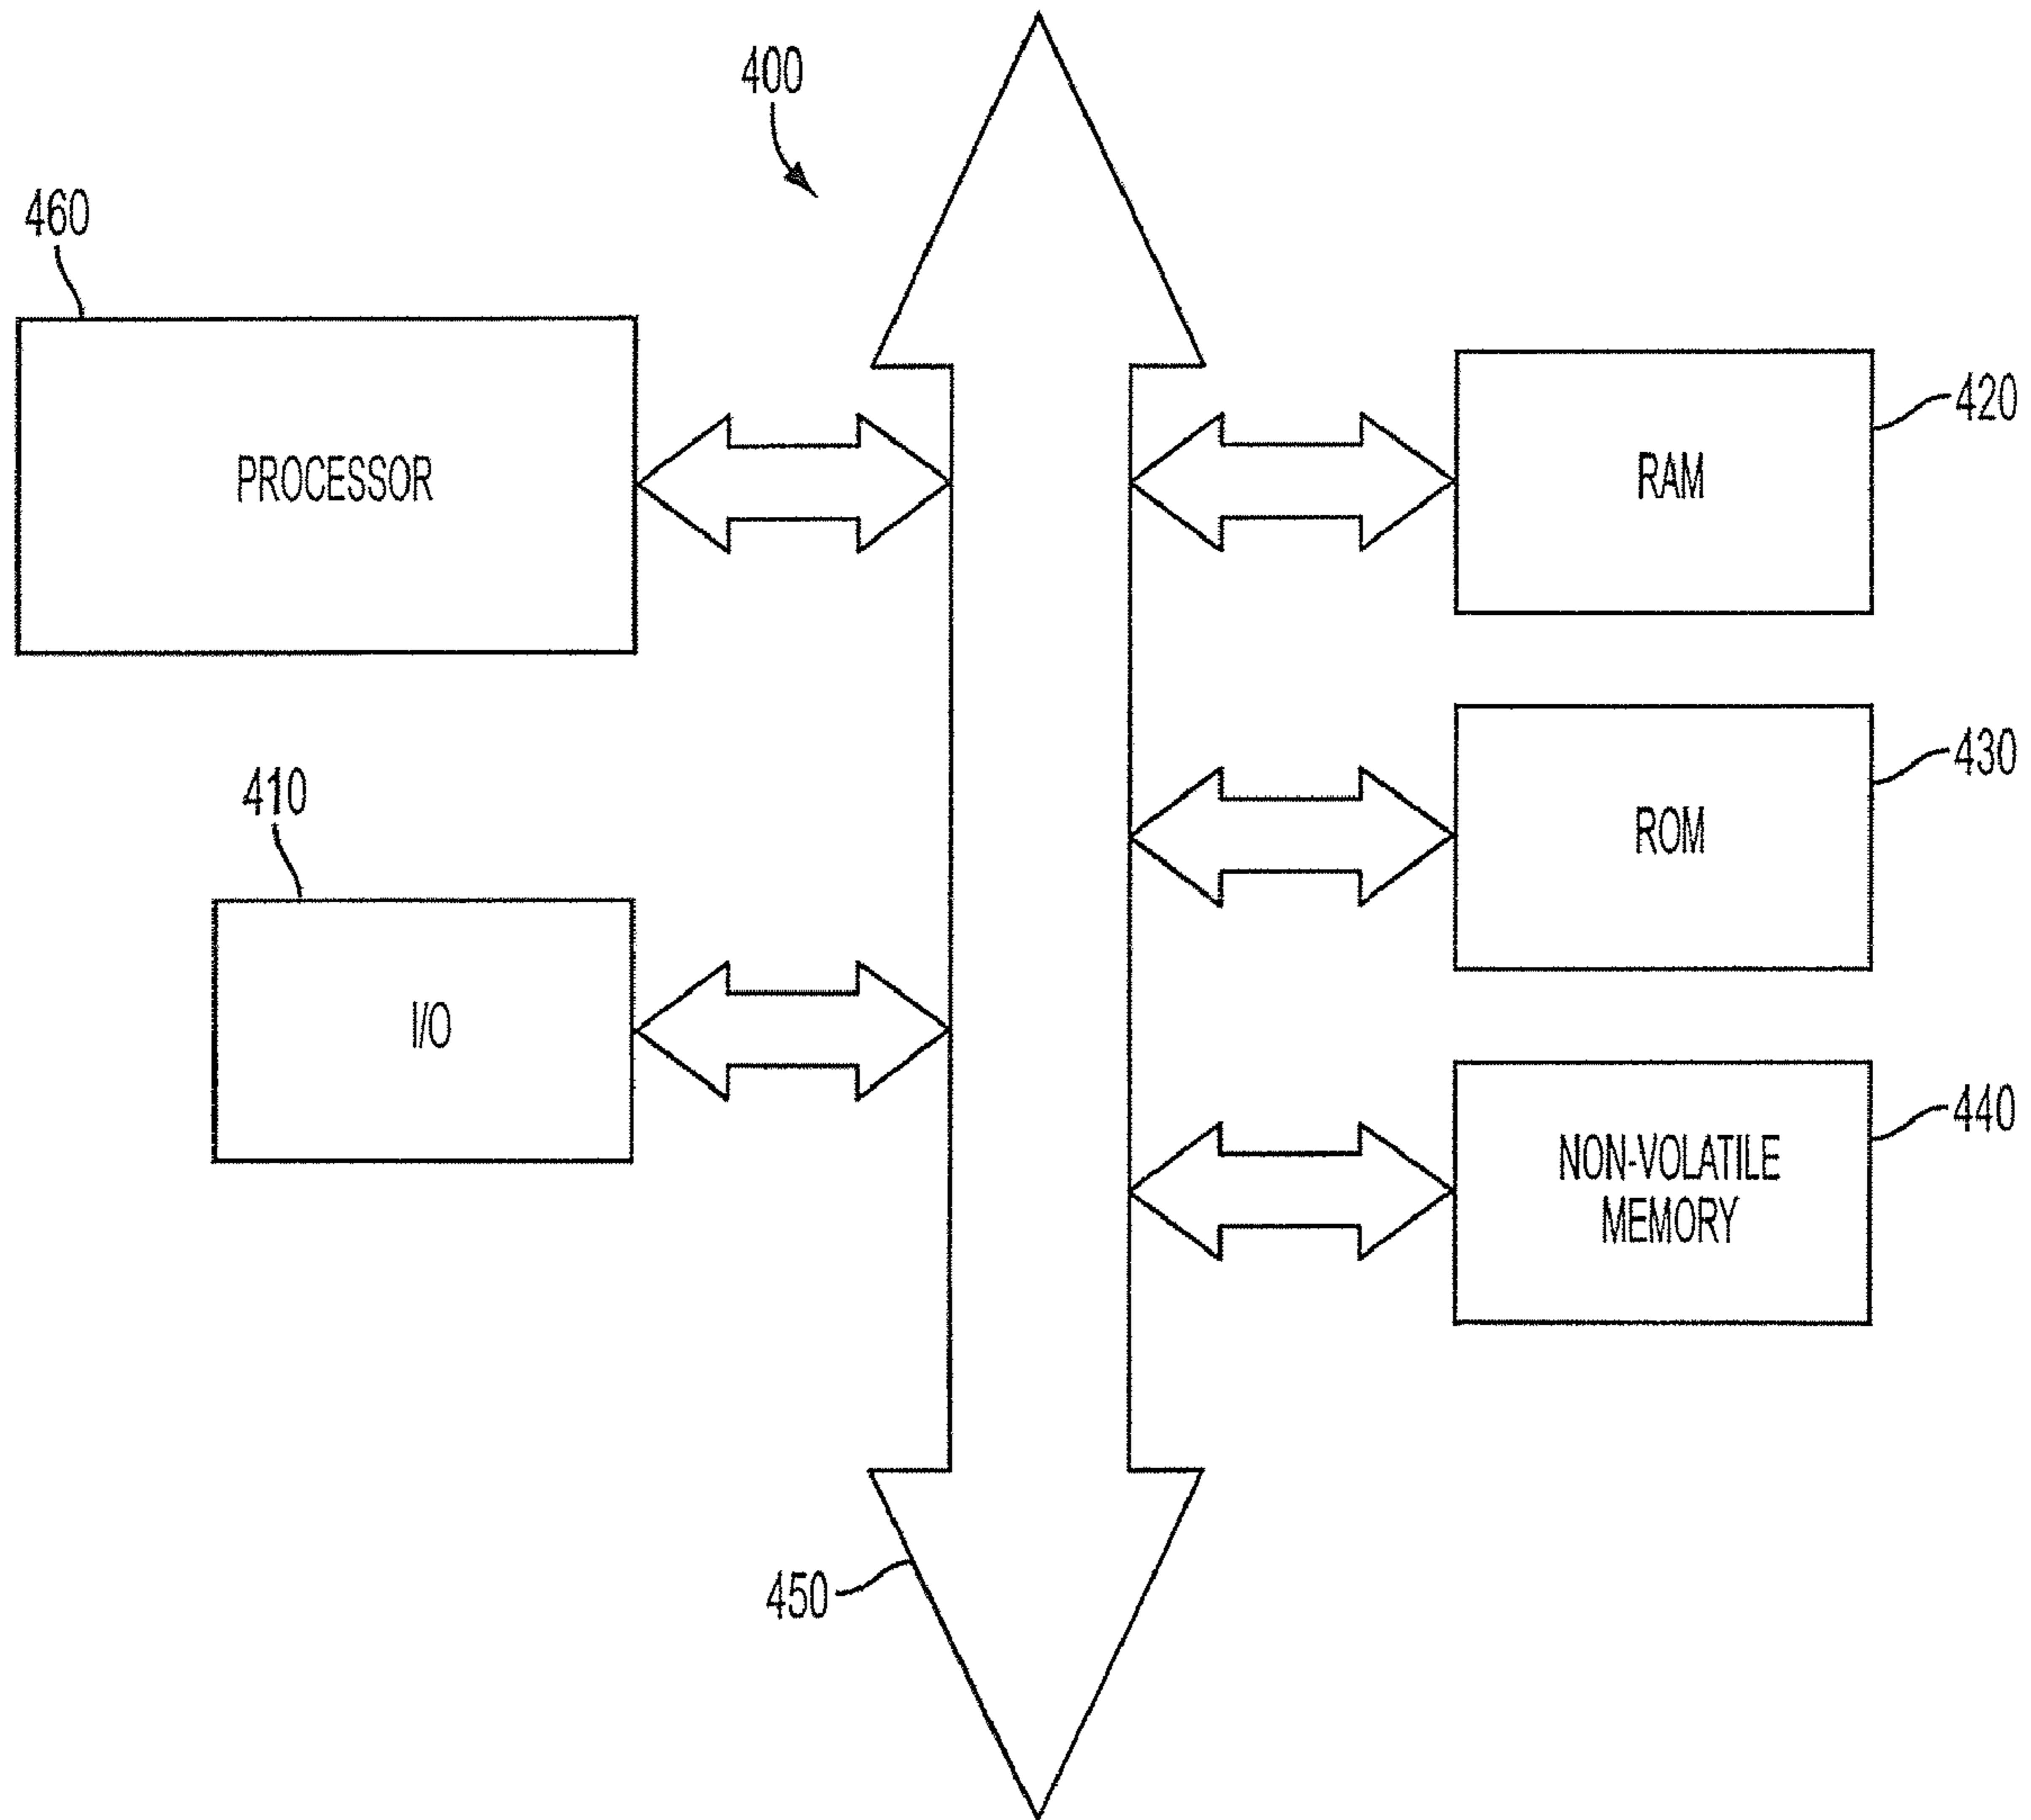 400
460
PROCESSOR
RAM
420
410
I/O
ROM
430
NON-VOLATILE
MEMORY
440
450